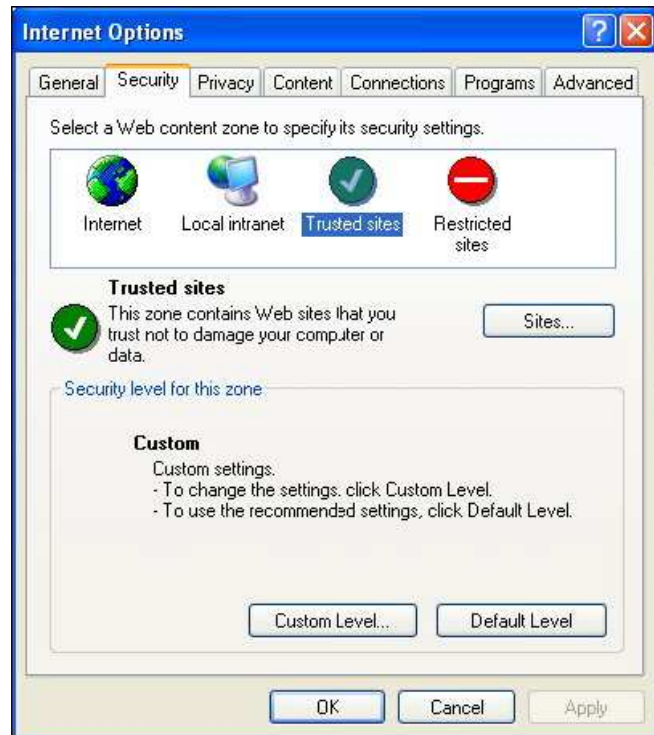 Internet Options
General Security Privacy Content Connections Programs Advanced
Select a Web content zone to specify its security settings.
Internet Local intranet Trusted sites Restricted sites
Trusted sites
This zone contains Web sites that you
trust not to damage your computer or
data.
Sites...
Security level for this zone
Custom
Custom settings.
- To change the settings, click Custom Level.
- To use the recommended settings, click Default Level.
Custom Level... Default Level
OK Cancel Apply